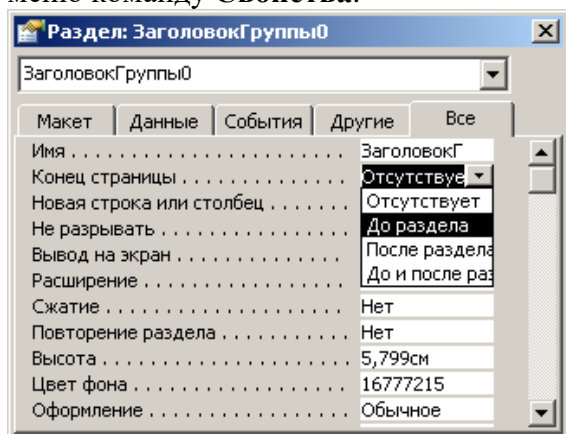 меню команду Свойства.
Раздел: ЗаголовокГруппы0
ЗаголовокГруппы0
Макет Данные События Другие Все
Имя . . . . . . . . . . . . . . . . . . . . . . . ЗаголовокГ
Конец страницы . . . . . . . . . . . . . . Отсутствуе
Новая строка или столбец . . . . . . . Отсутствует
Не разрывать . . . . . . . . . . . . . . . . До раздела
Вывод на экран . . . . . . . . . . . . . . После раздела
Расширение . . . . . . . . . . . . . . . . . До и после раз
Сжатие . . . . . . . . . . . . . . . . . . . . Нет
Повторение раздела . . . . . . . . . . . Нет
Высота . . . . . . . . . . . . . . . . . . . . 5,799см
Цвет фона . . . . . . . . . . . . . . . . . . 16777215
Оформление . . . . . . . . . . . . . . . . . Обычное